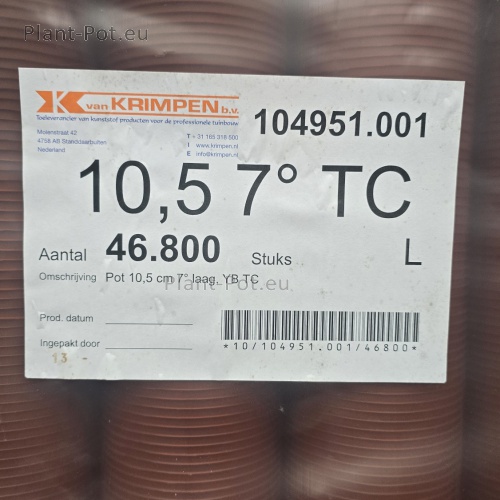 Plant-Pot.eu
K van KRIMPEN b.v.
Toeleverancier van kunststof producten voor de professionele tuinbouw
Molenstraat 42
4758 AB Standdaarbuiten
Nederland
T + 31 165 318 500
I www.krimpen.nl
E info@krimpen.nl
104951.001
10,5 7° TC
Aantal 46.800 Stuks L
Omschrijving Pot 10,5 cm 7° laag, YB TC
Plant-Pot.eu
Prod. datum
Ingepakt door
13 -
*10/104951.001/46800*